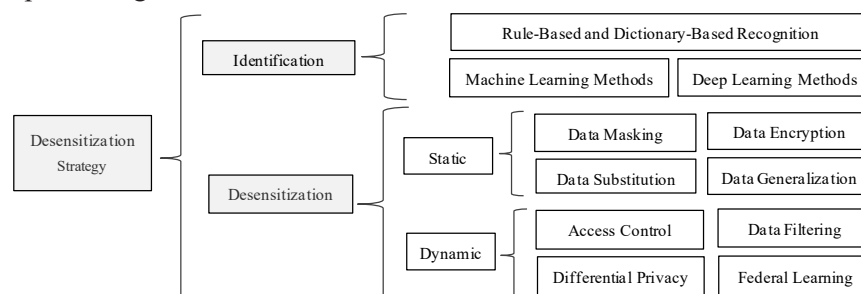 Rule-Based and Dictionary-Based Recognition
Identification
Machine Learning Methods
Deep Learning Methods
Desensitization
Strategy
Data Masking
Data Encryption
Static
Data Substitution
Data Generalization
Desensitization
Access Control
Data Filtering
Dynamic
Differential Privacy
Federal Learning